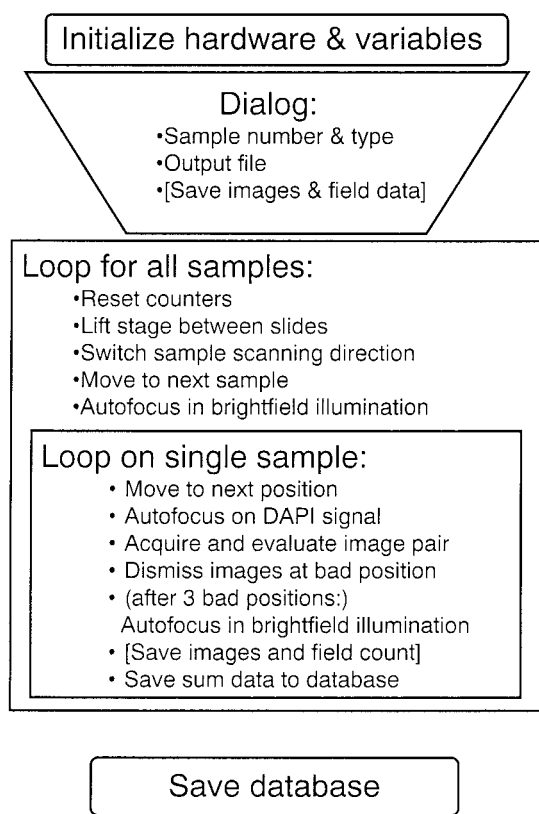 Initialize hardware & variables
Dialog:
•Sample number & type
•Output file
•[Save images & field data]
Loop for all samples:
•Reset counters
•Lift stage between slides
•Switch sample scanning direction
•Move to next sample
•Autofocus in brightfield illumination
Loop on single sample:
• Move to next position
• Autofocus on DAPI signal
• Acquire and evaluate image pair
• Dismiss images at bad position
• (after 3 bad positions:)
Autofocus in brightfield illumination
• [Save images and field count]
• Save sum data to database
Save database